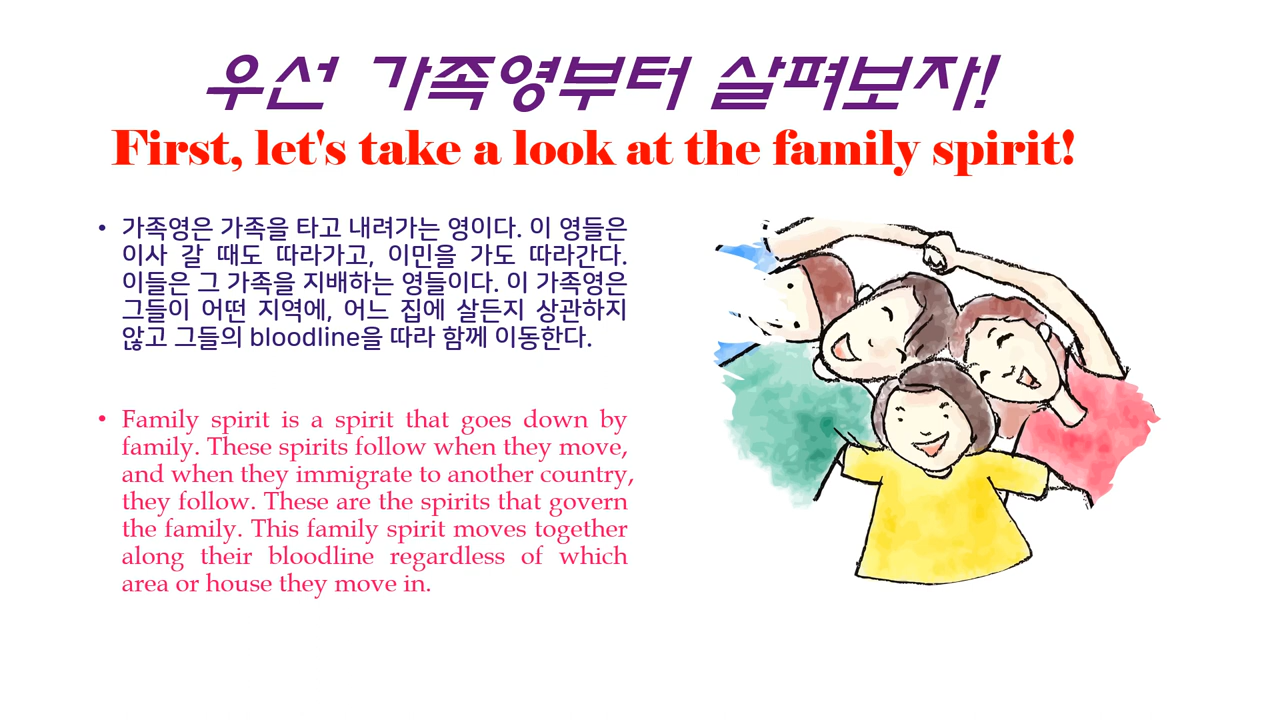 우선 가족영부터 살펴보자!
First, let's take a look at the family spirit!
• 가족영은 가족을 타고 내려가는 영이다. 이 영들은
이사 갈 때도 따라가고, 이민을 가도 따라간다.
이들은 그 가족을 지배하는 영들이다. 이 가족영은
그들이 어떤 지역에, 어느 집에 살든지 상관하지
않고 그들의 bloodline을 따라 함께 이동한다.
• Family spirit is a spirit that goes down by
family. These spirits follow when they move,
and when they immigrate to another country,
they follow. These are the spirits that govern
the family. This family spirit moves together
along their bloodline regardless of which
area or house they move in.